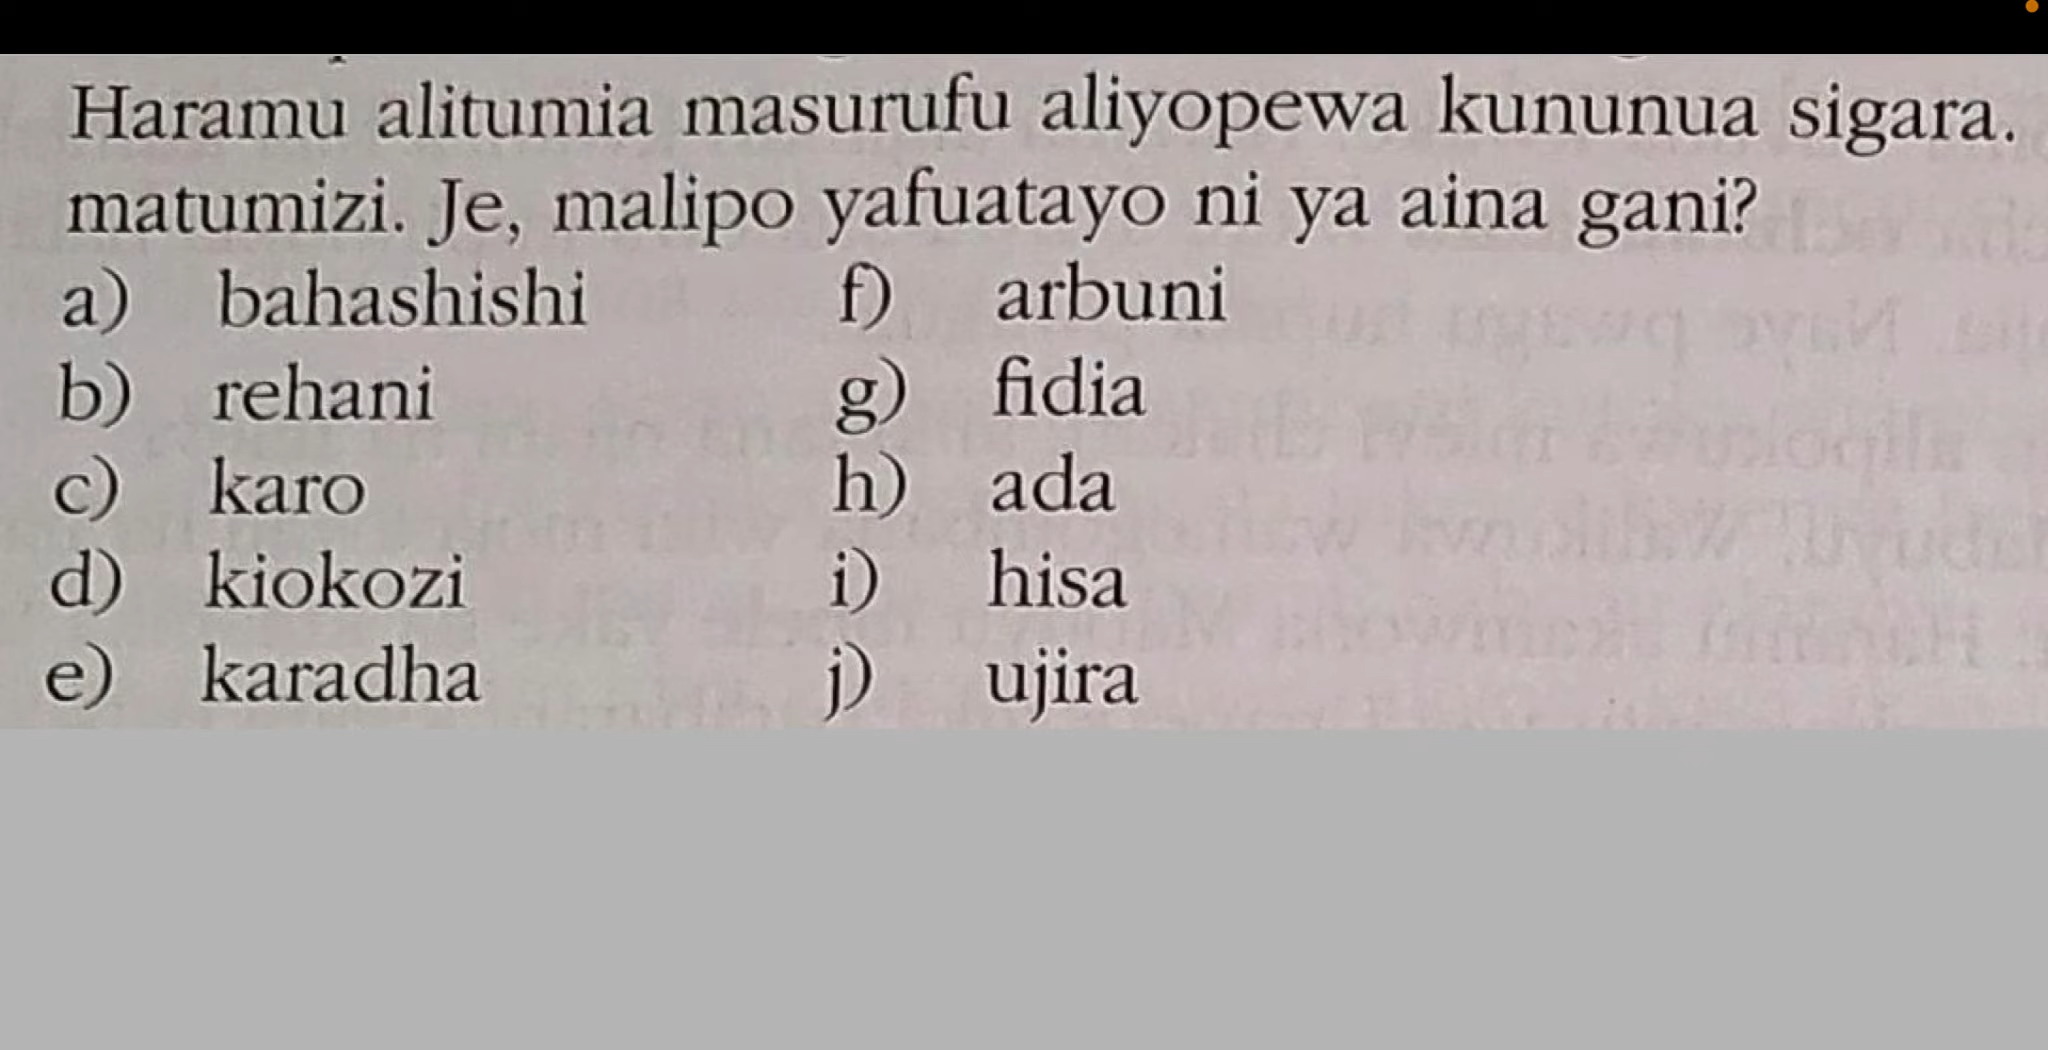 Haramu alitumia masurufu aliyopewa kununua sigara.
matumizi. Je, malipo yafuatayo ni ya aina gani?
a) bahashishi f) arbuni
b) rehani g) fidia
c) karo h) ada
d) kiokozi i) hisa
e) karadha j) ujira